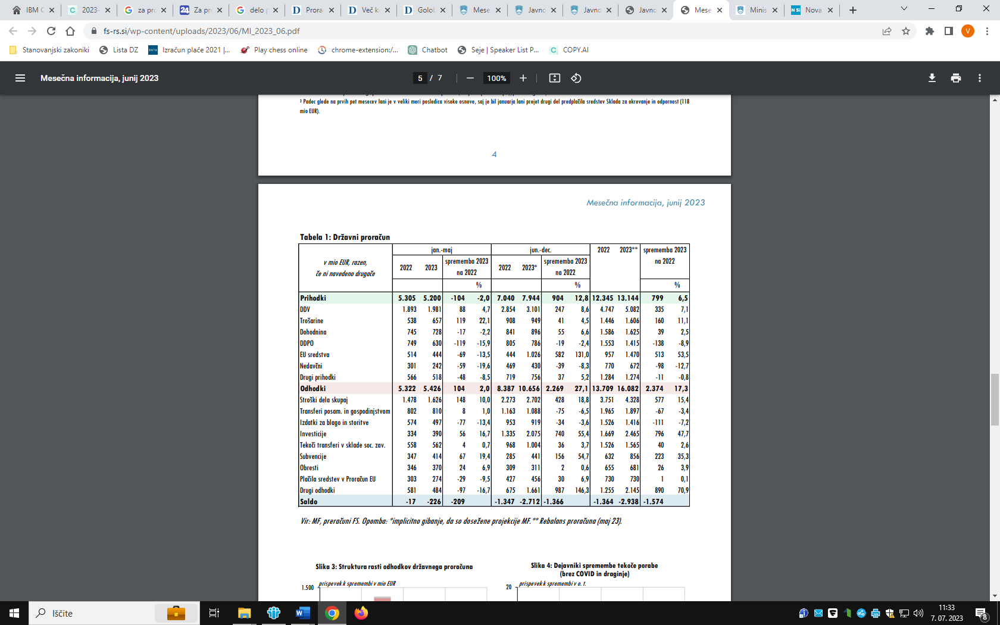 IBM C
2023-
za pr
Za pr
delo
Prora
Več k
Golob
Mese
Javno
Javno
Javno
Mese
Minis
Nova
fs-rs.si/wp-content/uploads/2023/06/MI_2023_06.pdf
V
Stanovanjski zakoniki
Lista DZ
Izračun plače 2021 |...
Play chess online
chrome-extension:/...
Chatbot
Seje | Speaker List P...
COPY.AI
Mesečna informacija, junij 2023
5 / 7
100%
³ Padec glede na prvih pet mesecev lani je v veliki meri posledica visoke osnove, saj je bil januarja lani prejet drugi del predplačila sredstev Sklada za okrevanje in odpornost (118
mio EUR).
4
Mesečna informacija, junij 2023
Tabela 1: Državni proračun
v mio EUR, razen, če ni navedeno drugače
jan.-maj
jun.-dec.
2022 2023** sprememba 2023 na 2022
2022 2023 sprememba 2023 na 2022
2022 2023* sprememba 2023 na 2022
% % %
Prihodki 5.305 5.200 -104 -2,0 7.040 7.944 904 12,8 12.345 13.144 799 6,5
DDV 1.893 1.981 88 4,7 2.854 3.101 247 8,6 4.747 5.082 335 7,1
Trošarine 538 657 119 22,1 908 949 41 4,5 1.446 1.606 160 11,1
Dohodnina 745 728 -17 -2,2 841 896 55 6,6 1.586 1.625 39 2,5
DDPO 749 630 -119 -15,9 805 786 -19 -2,4 1.553 1.415 -138 -8,9
EU sredstva 514 444 -69 -13,5 444 1.026 582 131,0 957 1.470 513 53,5
Nedavčni 301 242 -59 -19,6 469 430 -39 -8,3 770 672 -98 -12,7
Drugi prihodki 566 518 -48 -8,5 719 756 37 5,2 1.284 1.274 -11 -0,8
Odhodki 5.322 5.426 104 2,0 8.387 10.656 2.269 27,1 13.709 16.082 2.374 17,3
Stroški dela skupaj 1.478 1.626 148 10,0 2.273 2.702 428 18,8 3.751 4.328 577 15,4
Transferi posam. in gospodinjstvom 802 810 8 1,0 1.163 1.088 -75 -6,5 1.965 1.897 -67 -3,4
Izdatki za blago in storitve 574 497 -77 -13,4 953 919 -34 -3,6 1.526 1.416 -111 -7,2
Investicije 334 390 56 16,7 1.335 2.075 740 55,4 1.669 2.465 796 47,7
Tekoči transferi v sklade soc. zav. 558 562 4 0,7 968 1.004 36 3,7 1.526 1.565 40 2,6
Subvencije 347 414 67 19,4 285 441 156 54,7 632 856 223 35,3
Obresti 346 370 24 6,9 309 311 2 0,6 655 681 26 3,9
Plačila sredstev v Proračun EU 303 274 -29 -9,5 427 456 30 6,9 730 730 1 0,1
Drugi odhodki 581 484 -97 -16,7 675 1.661 987 146,3 1.255 2.145 890 70,9
Saldo -17 -226 -209 -1.347 -2.712 -1.366 -1.364 -2.938 -1.574
Vir: MF, preračuni FS. Opomba: *implicitno gibanje, da so dosežene projekcije MF.** Rebalans proračuna (maj 23).
Slika 3: Struktura rasti odhodkov državnega proračuna
prispevek k spremembi v mio EUR
1.500
Slika 4: Dejavniki spremembe tekoče porabe
(brez COVID in draginje)
prispevek k spremembi v o. t.
20
Iščite
11:33
7. 07. 2023
8